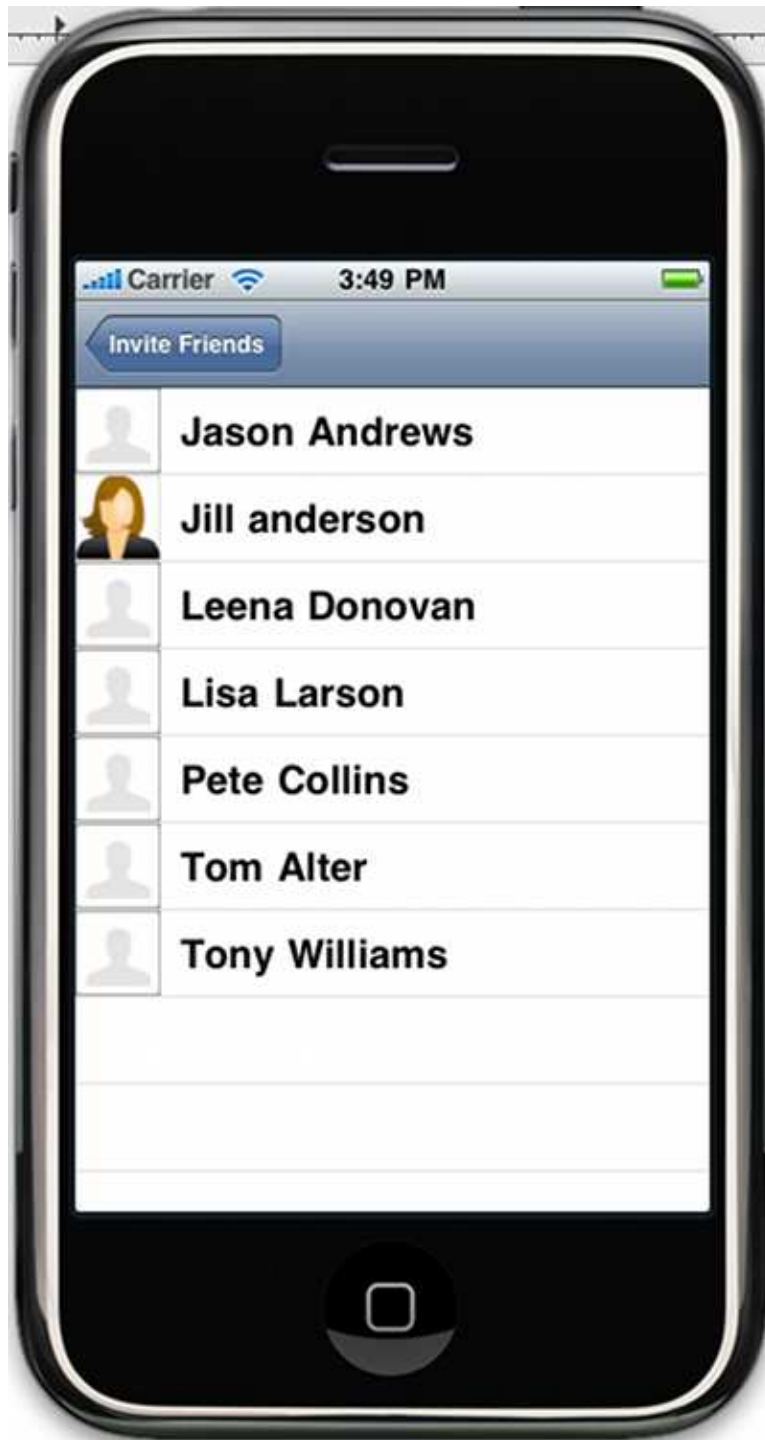 Carrier 3:49 PM
Invite Friends
Jason Andrews
Jill anderson
Leena Donovan
Lisa Larson
Pete Collins
Tom Alter
Tony Williams